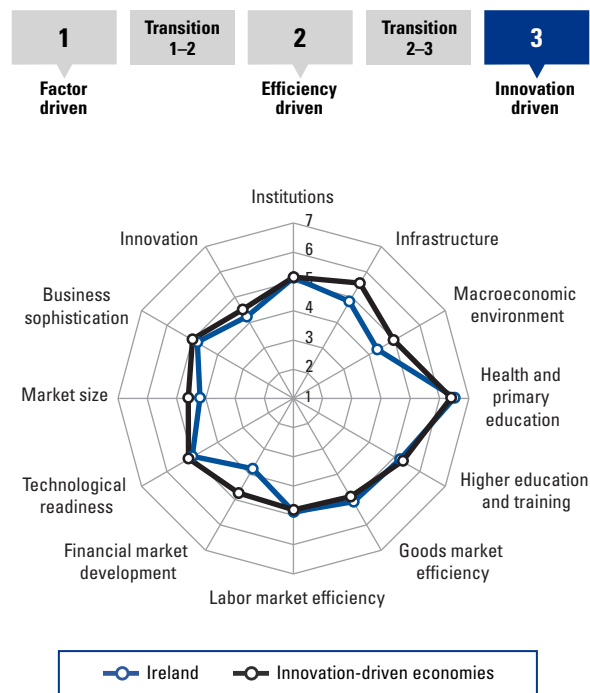 1
Transition
1–2
2
Transition
2–3
3
Factor
driven
Efficiency
driven
Innovation
driven
Institutions
7
Innovation
Infrastructure
6
5
Business
sophistication
Macroeconomic
environment
4
3
2
Market size
1
Health and
primary
education
Technological
readiness
Higher education
and training
Financial market
development
Goods market
efficiency
Labor market efficiency
Ireland
Innovation-driven economies